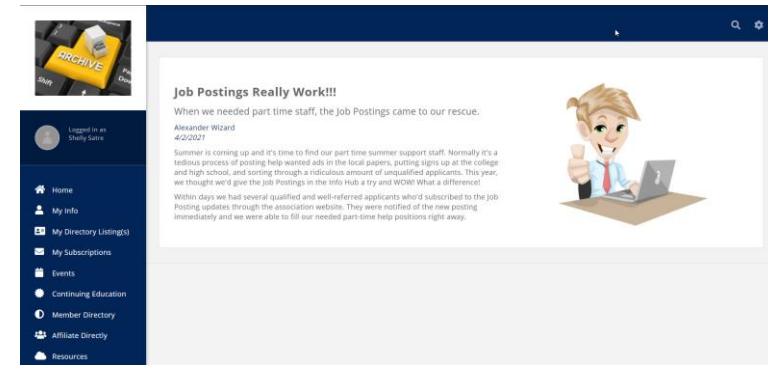 ARCHIVE
Shift
Logged in as
Shelly Satre
Home
My Info
My Directory Listing(s)
My Subscriptions
Events
Continuing Education
Member Directory
Affiliate Directly
Resources
Job Postings Really Work!!!
When we needed part time staff, the Job Postings came to our rescue.
Alexander Wizard
4/2/2021
Summer is coming up and it's time to find our part time summer support staff. Normally it's a
tedious process of posting help wanted ads in the local papers, putting signs up at the college
and high school, and sorting through a ridiculous amount of unqualified applicants. This year,
we thought we'd give the Job Postings in the Info Hub a try and WOW! What a difference!
Within days we had several qualified and well-referred applicants who'd subscribed to the Job
Posting updates through the association website. They were notified of the new posting
immediately and we were able to fill our needed part-time help positions right away.